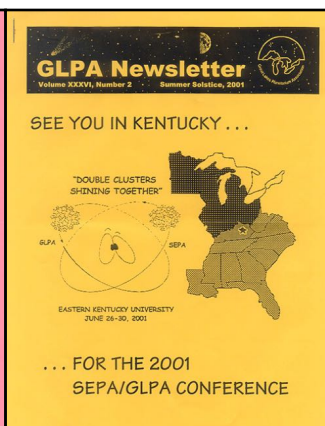 GLPA Newsletter
Volume XXXVI, Number 2 Summer Solstice, 2001
SEE YOU IN KENTUCKY . . .
"DOUBLE CLUSTERS
SHINING TOGETHER"
GLPA
SEPA
EASTERN KENTUCKY UNIVERSITY
JUNE 26-30, 2001
. . . FOR THE 2001
SEPA/GLPA CONFERENCE